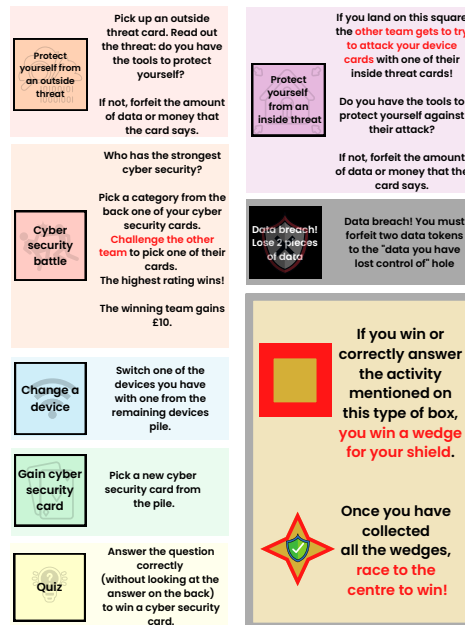 Protect
yourself from
an outside
threat
Pick up an outside
threat card. Read out
the threat: do you have
the tools to protect
yourself?
If not, forfeit the amount
of data or money that
the card says.
Cyber
security
battle
Who has the strongest
cyber security?
Pick a category from the
back one of your cyber
security cards.
Challenge the other
team to pick one of their
cards.
The highest rating wins!
The winning team gains
£10.
Change a
device
Switch one of the
devices you have
with one from the
remaining devices
pile.
Gain cyber
security
card
Pick a new cyber
security card from
the pile.
Quiz
Answer the question
correctly
(without looking at the
answer on the back)
to win a cyber security
card.
Protect
yourself
from an
inside threat
If you land on this square
the other team gets to try
to attack your device
cards with one of their
inside threat cards!
Do you have the tools to
protect yourself against
their attack?
If not, forfeit the amount
of data or money that the
card says.
Data breach!
Lose 2 pieces
of data
Data breach! You must
forfeit two data tokens
to the "data you have
lost control of" hole
If you win or
correctly answer
the activity
mentioned on
this type of box,
you win a wedge
for your shield.
Once you have
collected
all the wedges,
race to the
centre to win!